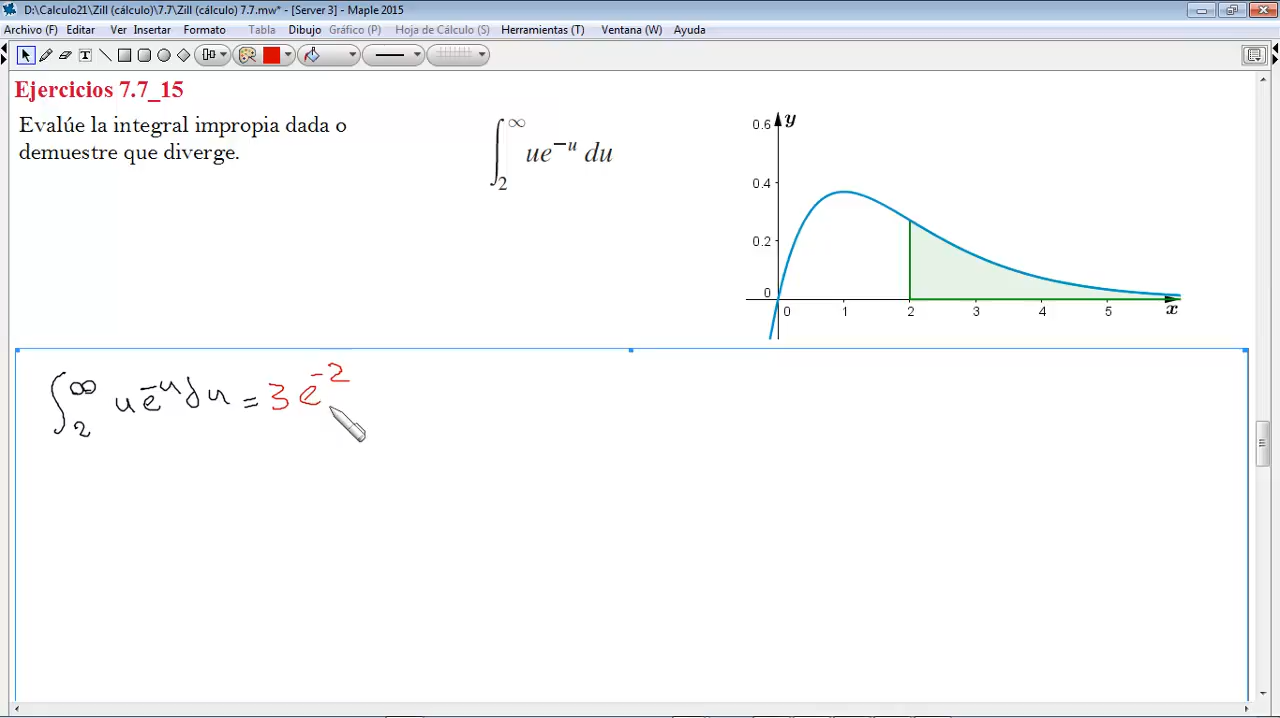 D:\Calculo21\Zill (cálculo)\7.7\Zill (cálculo) 7.7.mw* - [Server 3] - Maple 2015
Archivo (F) Editar Ver Insertar Formato Tabla Dibujo Gráfico (P) Hoja de Cálculo (S) Herramientas (T) Ventana (W) Ayuda
Ejercicios 7.7_15
Evalúe la integral impropia dada o
demuestre que diverge.
∫₂^∞ ue⁻ᵘ du
y
0.6
0.4
0.2
0
0 1 2 3 4 5 x
∫₂^∞ ue⁻ᵘ du = 3e⁻²